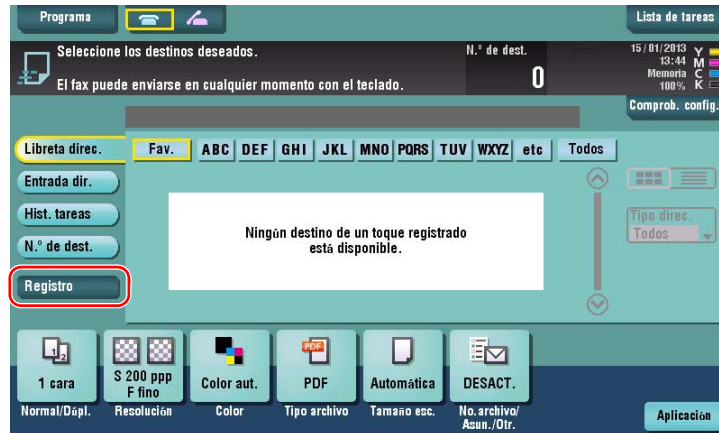 Programa
Lista de tareas
Seleccione los destinos deseados.
N.° de dest.
0
El fax puede enviarse en cualquier momento con el teclado.
15/01/2013
13:44
Memoria
100%
Y
M
C
K
Comprob. config.
Libreta direc.
Fav. ABC DEF GHI JKL MNO PQRS TUV WXYZ etc Todos
Entrada dir.
Hist. tareas
N.° de dest.
Registro
Ningún destino de un toque registrado
está disponible.
Tipo direc.
Todos
1 2
1 cara
S 200 ppp
F fino
Color aut.
PDF
PDF
Automática
DESACT.
Normal/Dúpl.
Resolución
Color
Tipo archivo
Tamaño esc.
No.archivo/
Asun./Otr.
Aplicación